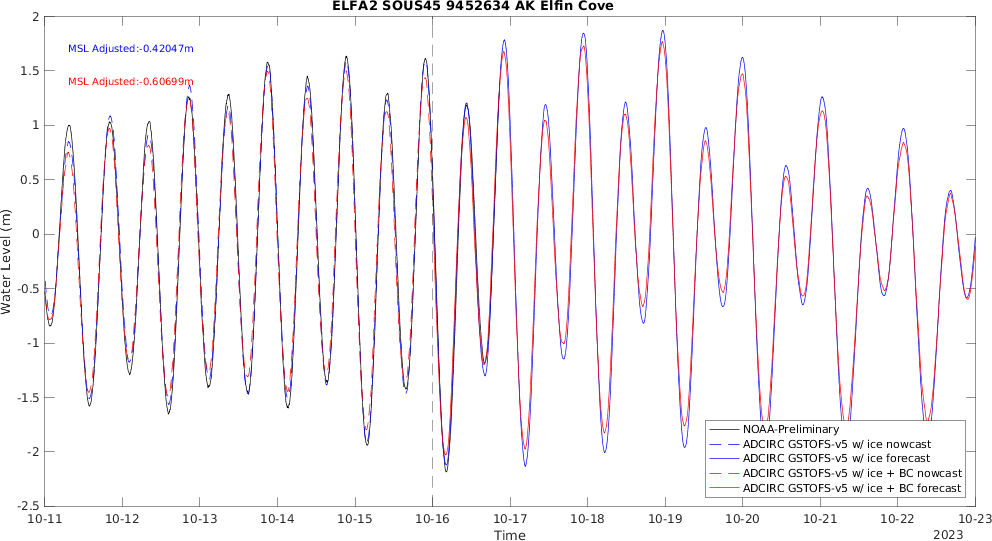 ELFA2 SOUS45 9452634 AK Elfin Cove
MSL Adjusted:-0.42047m
MSL Adjusted:-0.60699m
Water Level (m)
2
1.5
1
0.5
0
-0.5
-1
-1.5
-2
-2.5
NOAA-Preliminary
ADCIRC GSTOFS-v5 w/ ice nowcast
ADCIRC GSTOFS-v5 w/ ice forecast
ADCIRC GSTOFS-v5 w/ ice + BC nowcast
ADCIRC GSTOFS-v5 w/ ice + BC forecast
10-11 10-12 10-13 10-14 10-15 10-16 10-17 10-18 10-19 10-20 10-21 10-22 10-23
Time
2023